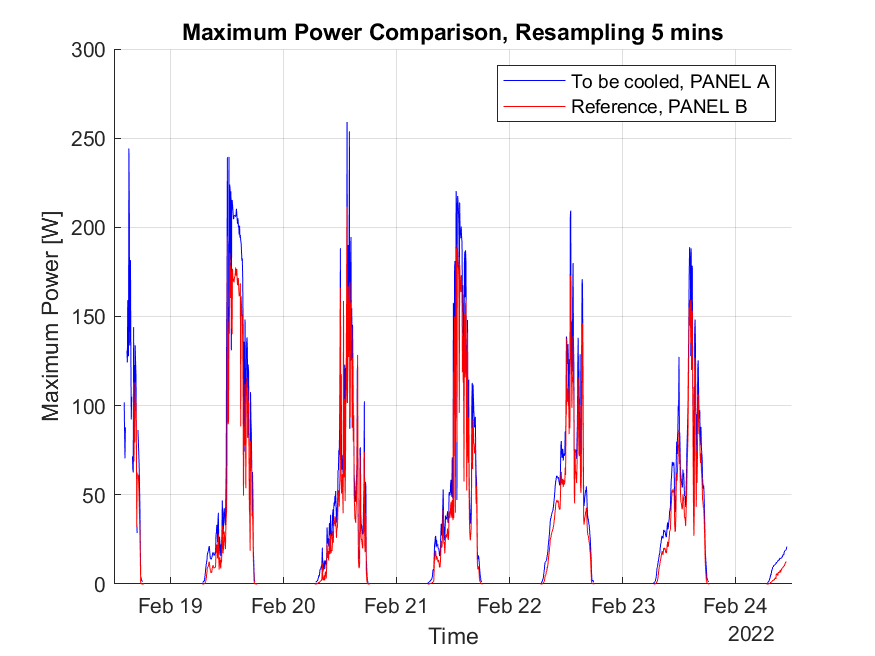 Maximum Power Comparison, Resampling 5 mins
300
250
200
150
100
50
0
Maximum Power [W]
To be cooled, PANEL A
Reference, PANEL B
Feb 19
Feb 20
Feb 21
Feb 22
Feb 23
Feb 24
Time
2022